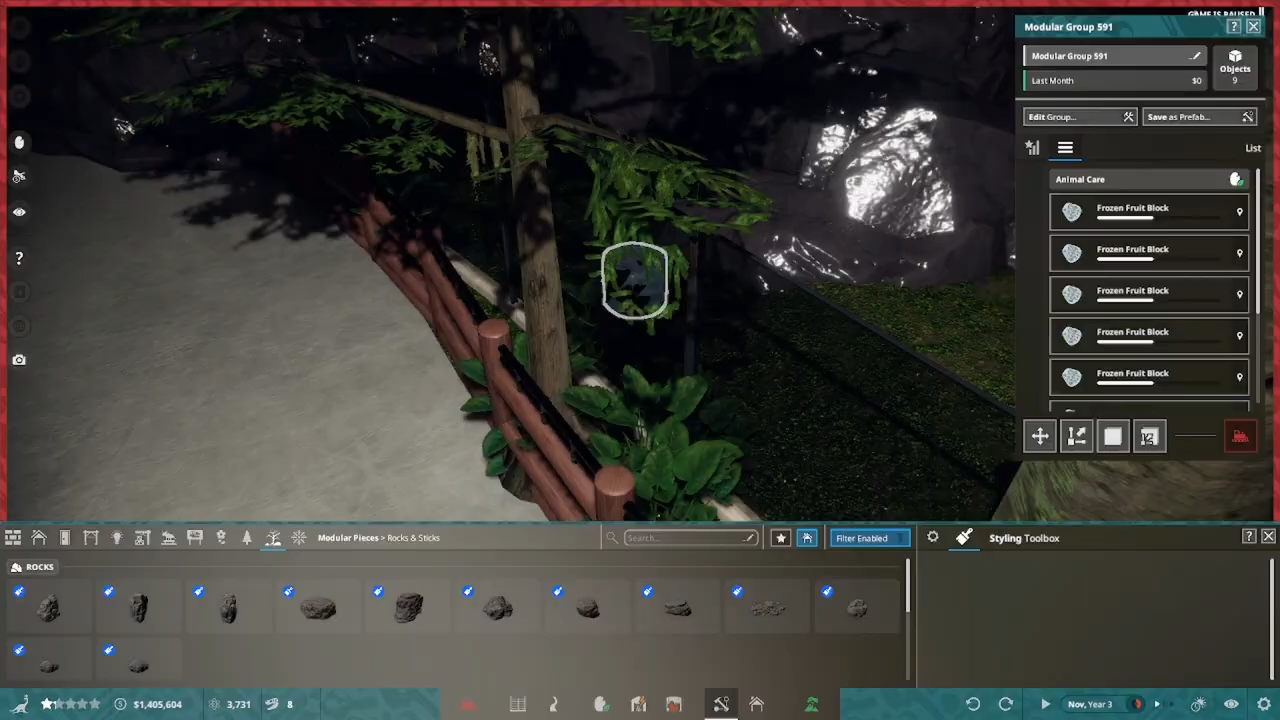 GAME IS PAUSED
Modular Group 591
?
Modular Group 591
Objects
9
Last Month $0
Edit Group... Save as Prefab...
List
Animal Care
Frozen Fruit Block
Frozen Fruit Block
Frozen Fruit Block
Frozen Fruit Block
Frozen Fruit Block
?
12
Modular Pieces > Rocks & Sticks
Search...
Filter Enabled
Styling Toolbox
?
ROCKS
$1,405,604
3,731
8
Nov, Year 3